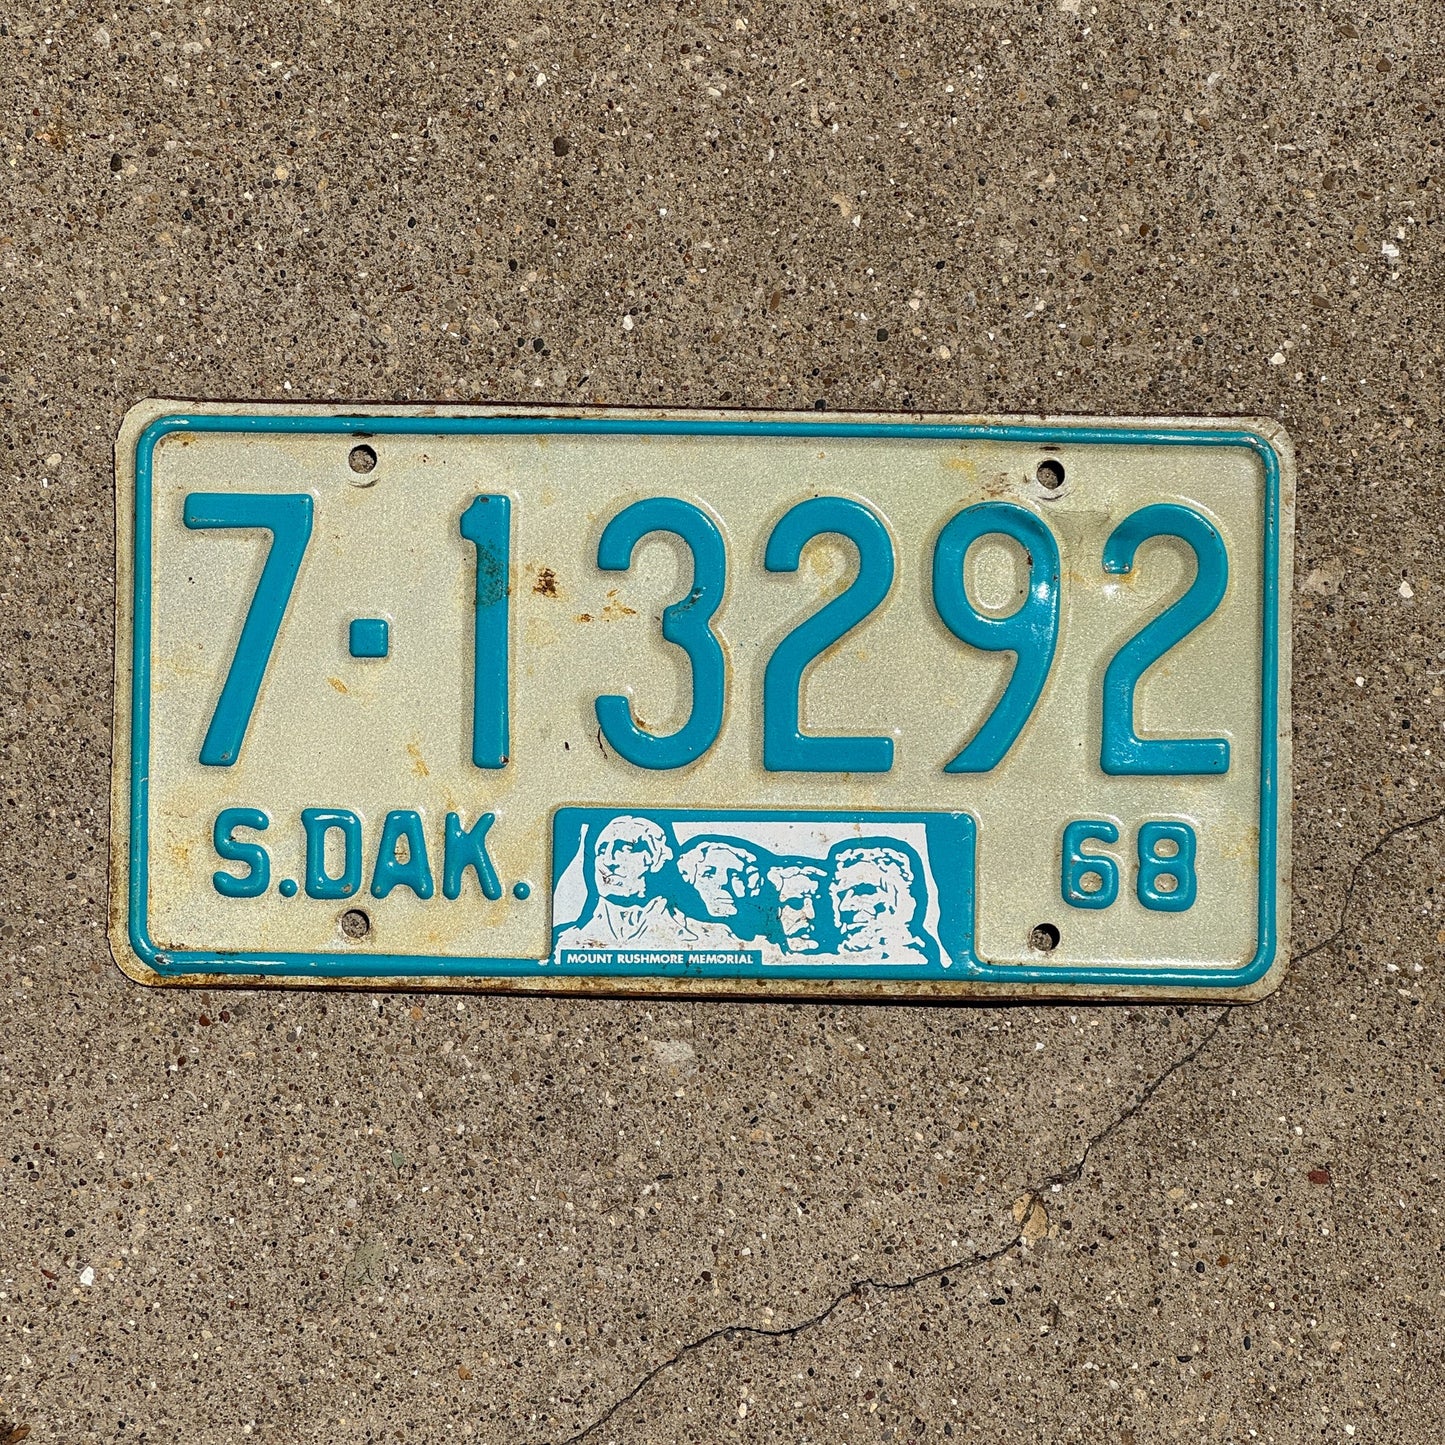 7-13292
S.DAK. 68
MOUNT RUSHMORE MEMORIAL